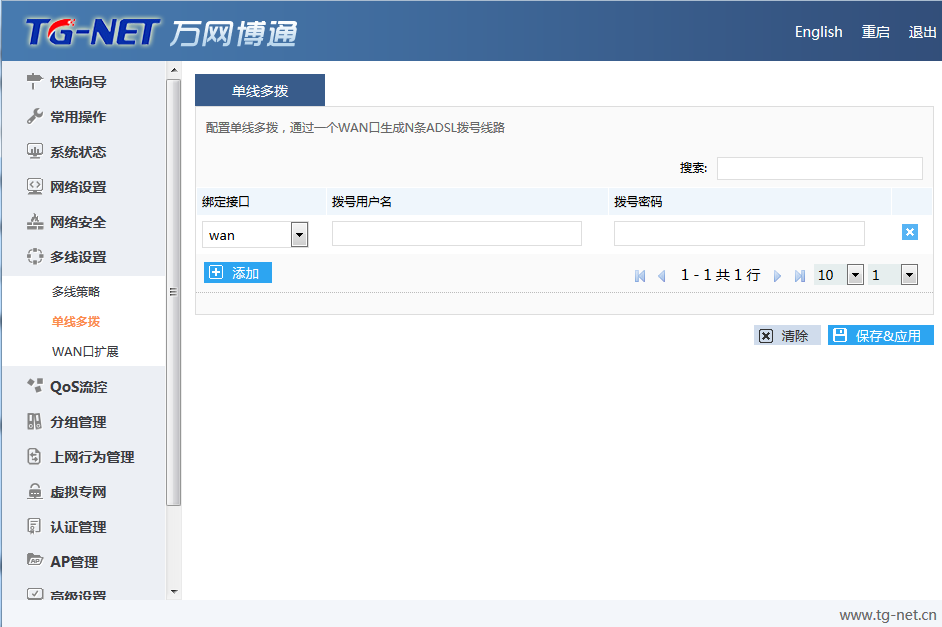 TG-NET 万网博通
English 重启 退出
快速向导
常用操作
系统状态
网络设置
网络安全
多线设置
多线策略
单线多拨
WAN口扩展
QoS流控
分组管理
上网行为管理
虚拟专网
认证管理
AP管理
高级设置
单线多拨
配置单线多拨，通过一个WAN口生成N条ADSL拨号线路
搜索:
绑定接口 拨号用户名 拨号密码
wan
添加 1 - 1 共 1 行 10 1
清除 保存&应用
www.tg-net.cn